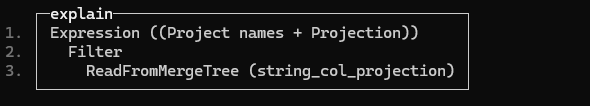 explain
1. Expression ((Project names + Projection))
2. Filter
3. ReadFromMergeTree (string_col_projection)